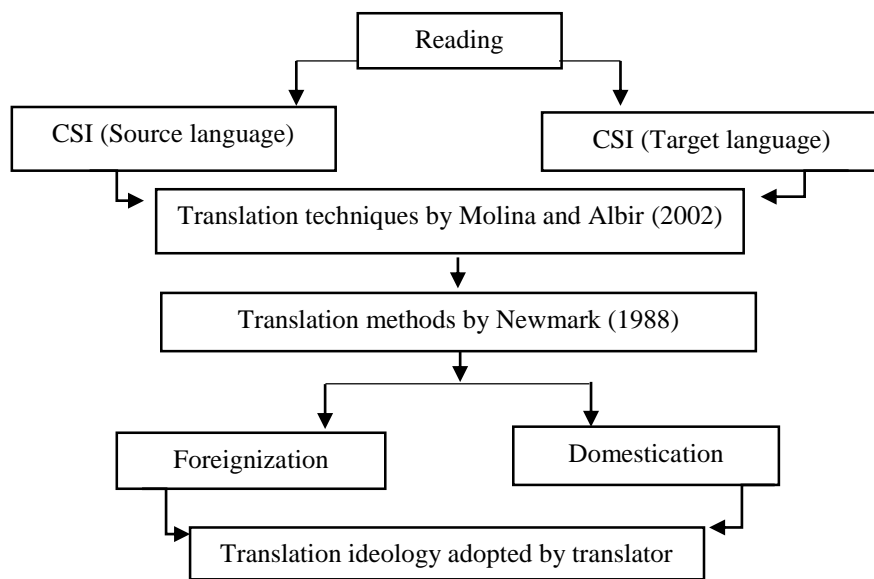 Reading
CSI (Source language)
CSI (Target language)
Translation techniques by Molina and Albir (2002)
Translation methods by Newmark (1988)
Foreignization
Domestication
Translation ideology adopted by translator